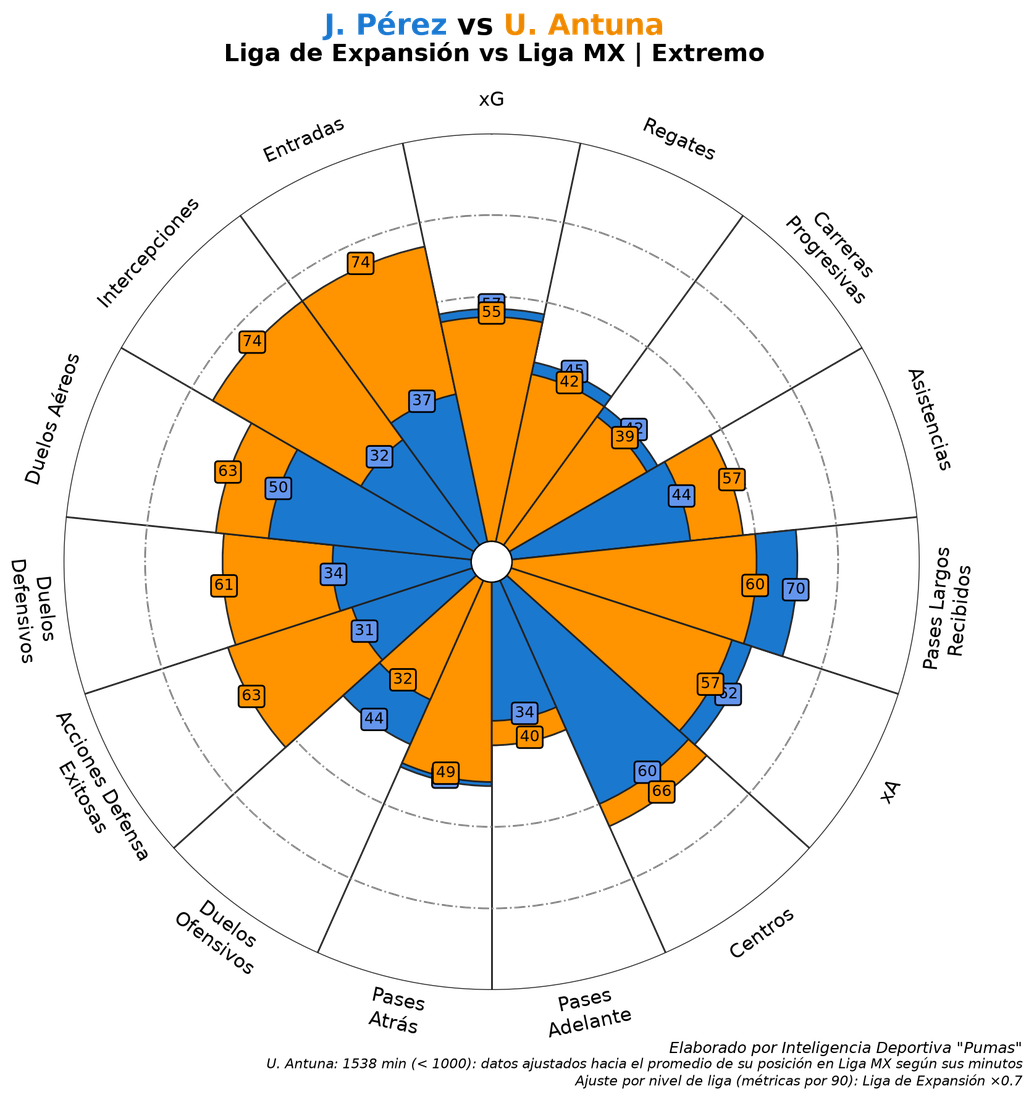 J. Pérez vs U. Antuna
Liga de Expansión vs Liga MX | Extremo
xG
Regates
Carreras
Progresivas
Asistencias
Pases Largos
Recibidos
xA
Centros
Pases
Adelante
Pases
Atrás
Duelos
Ofensivos
Acciones Defensa
Exitosas
Duelos
Defensivos
Duelos Aéreos
Intercepciones
Entradas
57
55
45
42
42
39
44
57
60
70
57
62
60
66
34
40
49
32
44
31
63
34
61
50
63
32
74
37
74
Elaborado por Inteligencia Deportiva "Pumas"
U. Antuna: 1538 min (< 1000): datos ajustados hacia el promedio de su posición en Liga MX según sus minutos
Ajuste por nivel de liga (métricas por 90): Liga de Expansión ×0.7